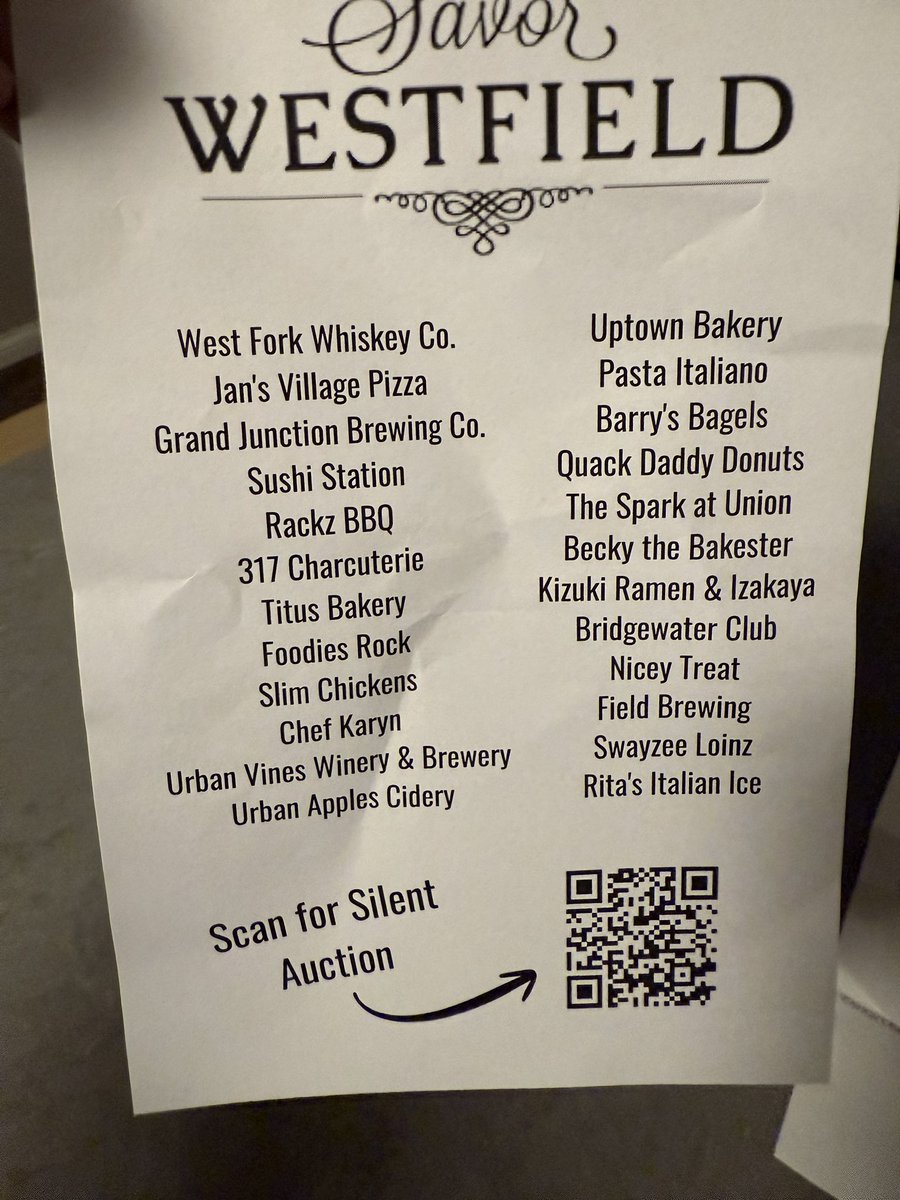 Savor
WESTFIELD
West Fork Whiskey Co.
Jan's Village Pizza
Grand Junction Brewing Co.
Sushi Station
Rackz BBQ
317 Charcuterie
Titus Bakery
Foodies Rock
Slim Chickens
Chef Karyn
Urban Vines Winery & Brewery
Urban Apples Cidery
Uptown Bakery
Pasta Italiano
Barry's Bagels
Quack Daddy Donuts
The Spark at Union
Becky the Bakester
Kizuki Ramen & Izakaya
Bridgewater Club
Nicey Treat
Field Brewing
Swayzee Loinz
Rita's Italian Ice
Scan for Silent
Auction